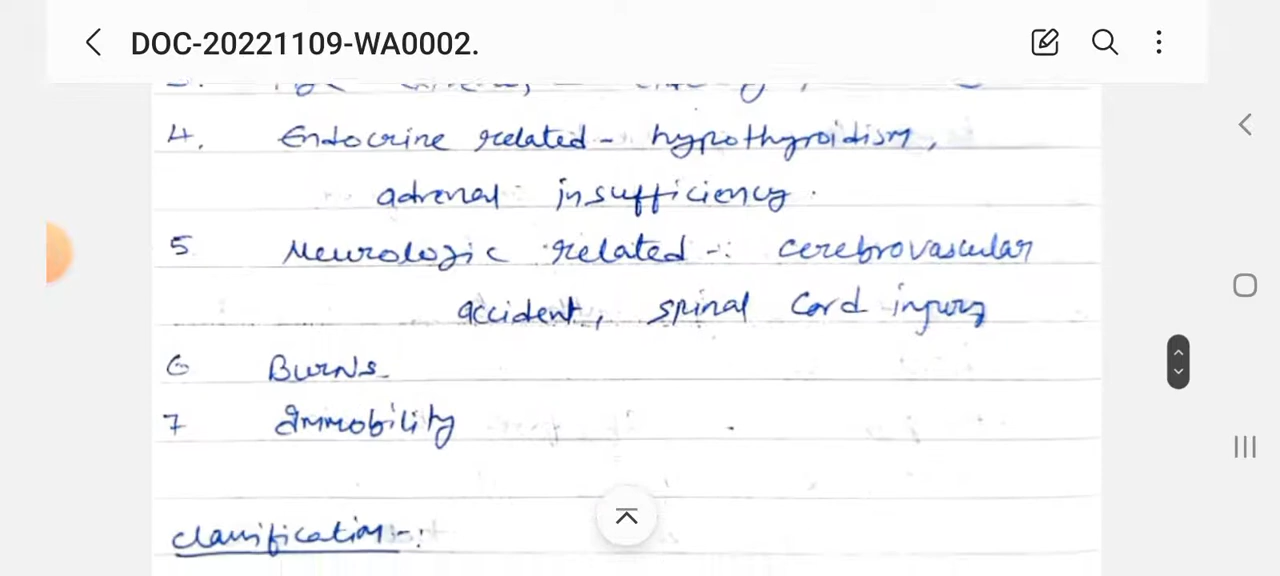 DOC-20221109-WA0002.
4. Endocrine related - hypothyroidism,
adrenal insufficiency.
5 Neurologic related -: cerebrovascular
accident, spinal cord injury
6 Burns
7 Immobility
classification -: